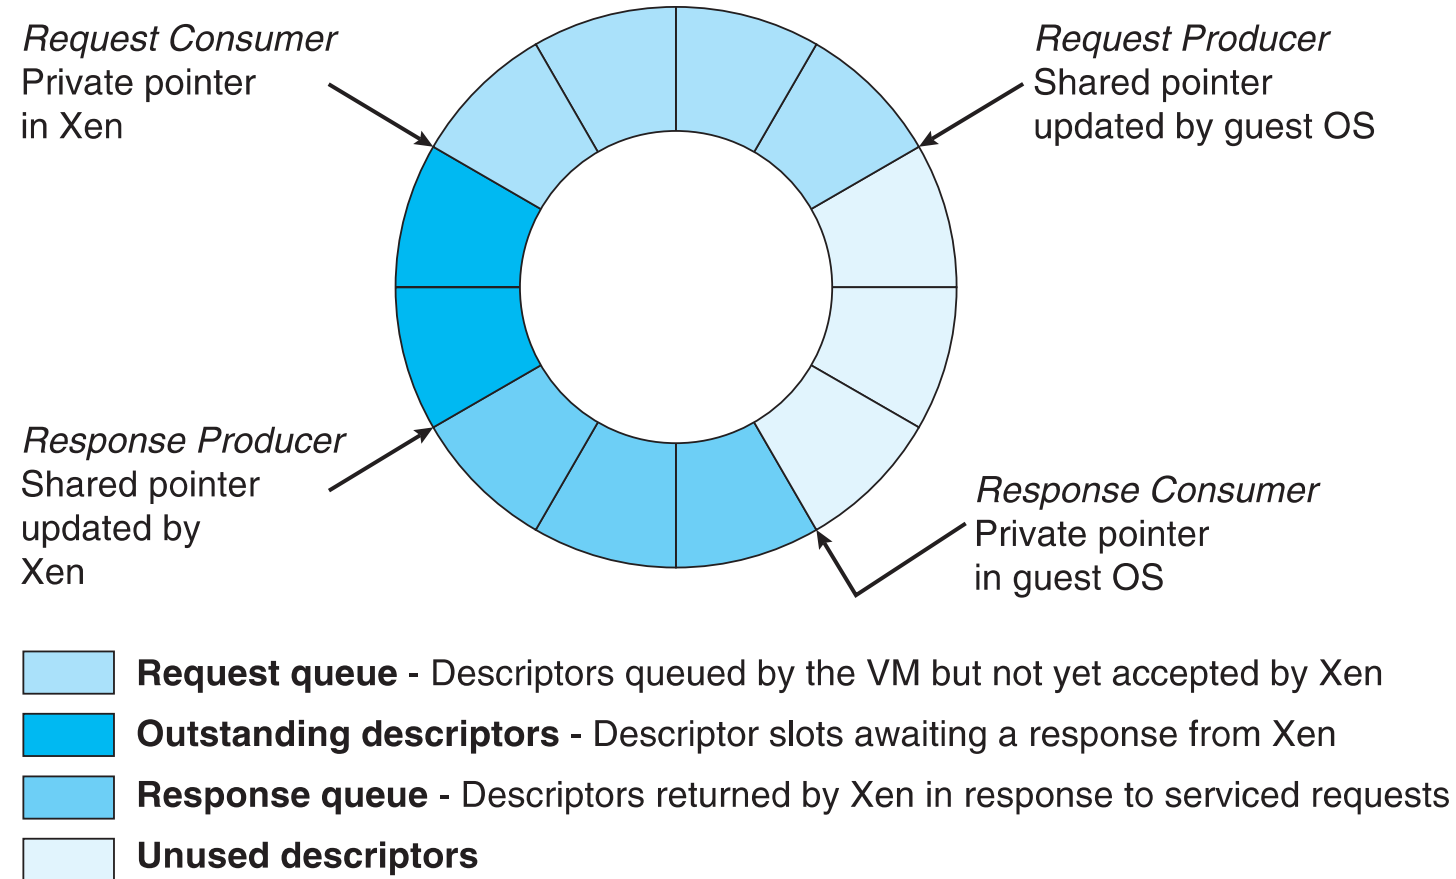 Request Consumer
Private pointer
in Xen
Request Producer
Shared pointer
updated by guest OS
Response Producer
Shared pointer
updated by
Xen
Response Consumer
Private pointer
in guest OS
Request queue - Descriptors queued by the VM but not yet accepted by Xen
Outstanding descriptors - Descriptor slots awaiting a response from Xen
Response queue - Descriptors returned by Xen in response to serviced requests
Unused descriptors